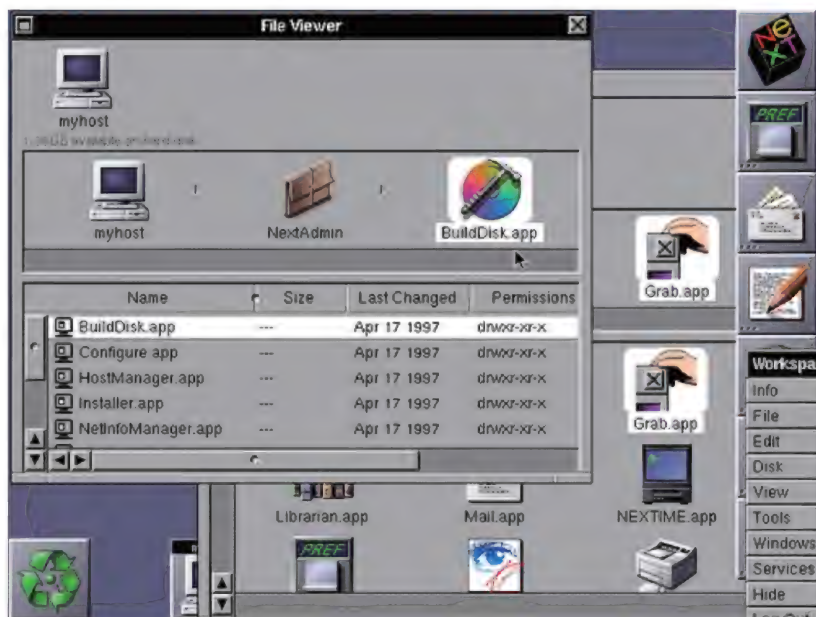 File Viewer
myhost
myhost
NextAdmin
BuildDisk.app
Name Size Last Changed Permissions
BuildDisk.app --- Apr 17 1997 drwxr-xr-x
Configure.app --- Apr 17 1997 drwxr-xr-x
HostManager.app --- Apr 17 1997 drwxr-xr-x
Installer.app --- Apr 17 1997 drwxr-xr-x
NetInfoManager.app Apr 17 1997 drwxr-xr-x
Grab.app
Grab.app
Librarian.app
Mail.app
NEXTIME.app
PREF
NeXT
PREF
Workspa
Info
File
Edit
Disk
View
Tools
Windows
Services
Hide